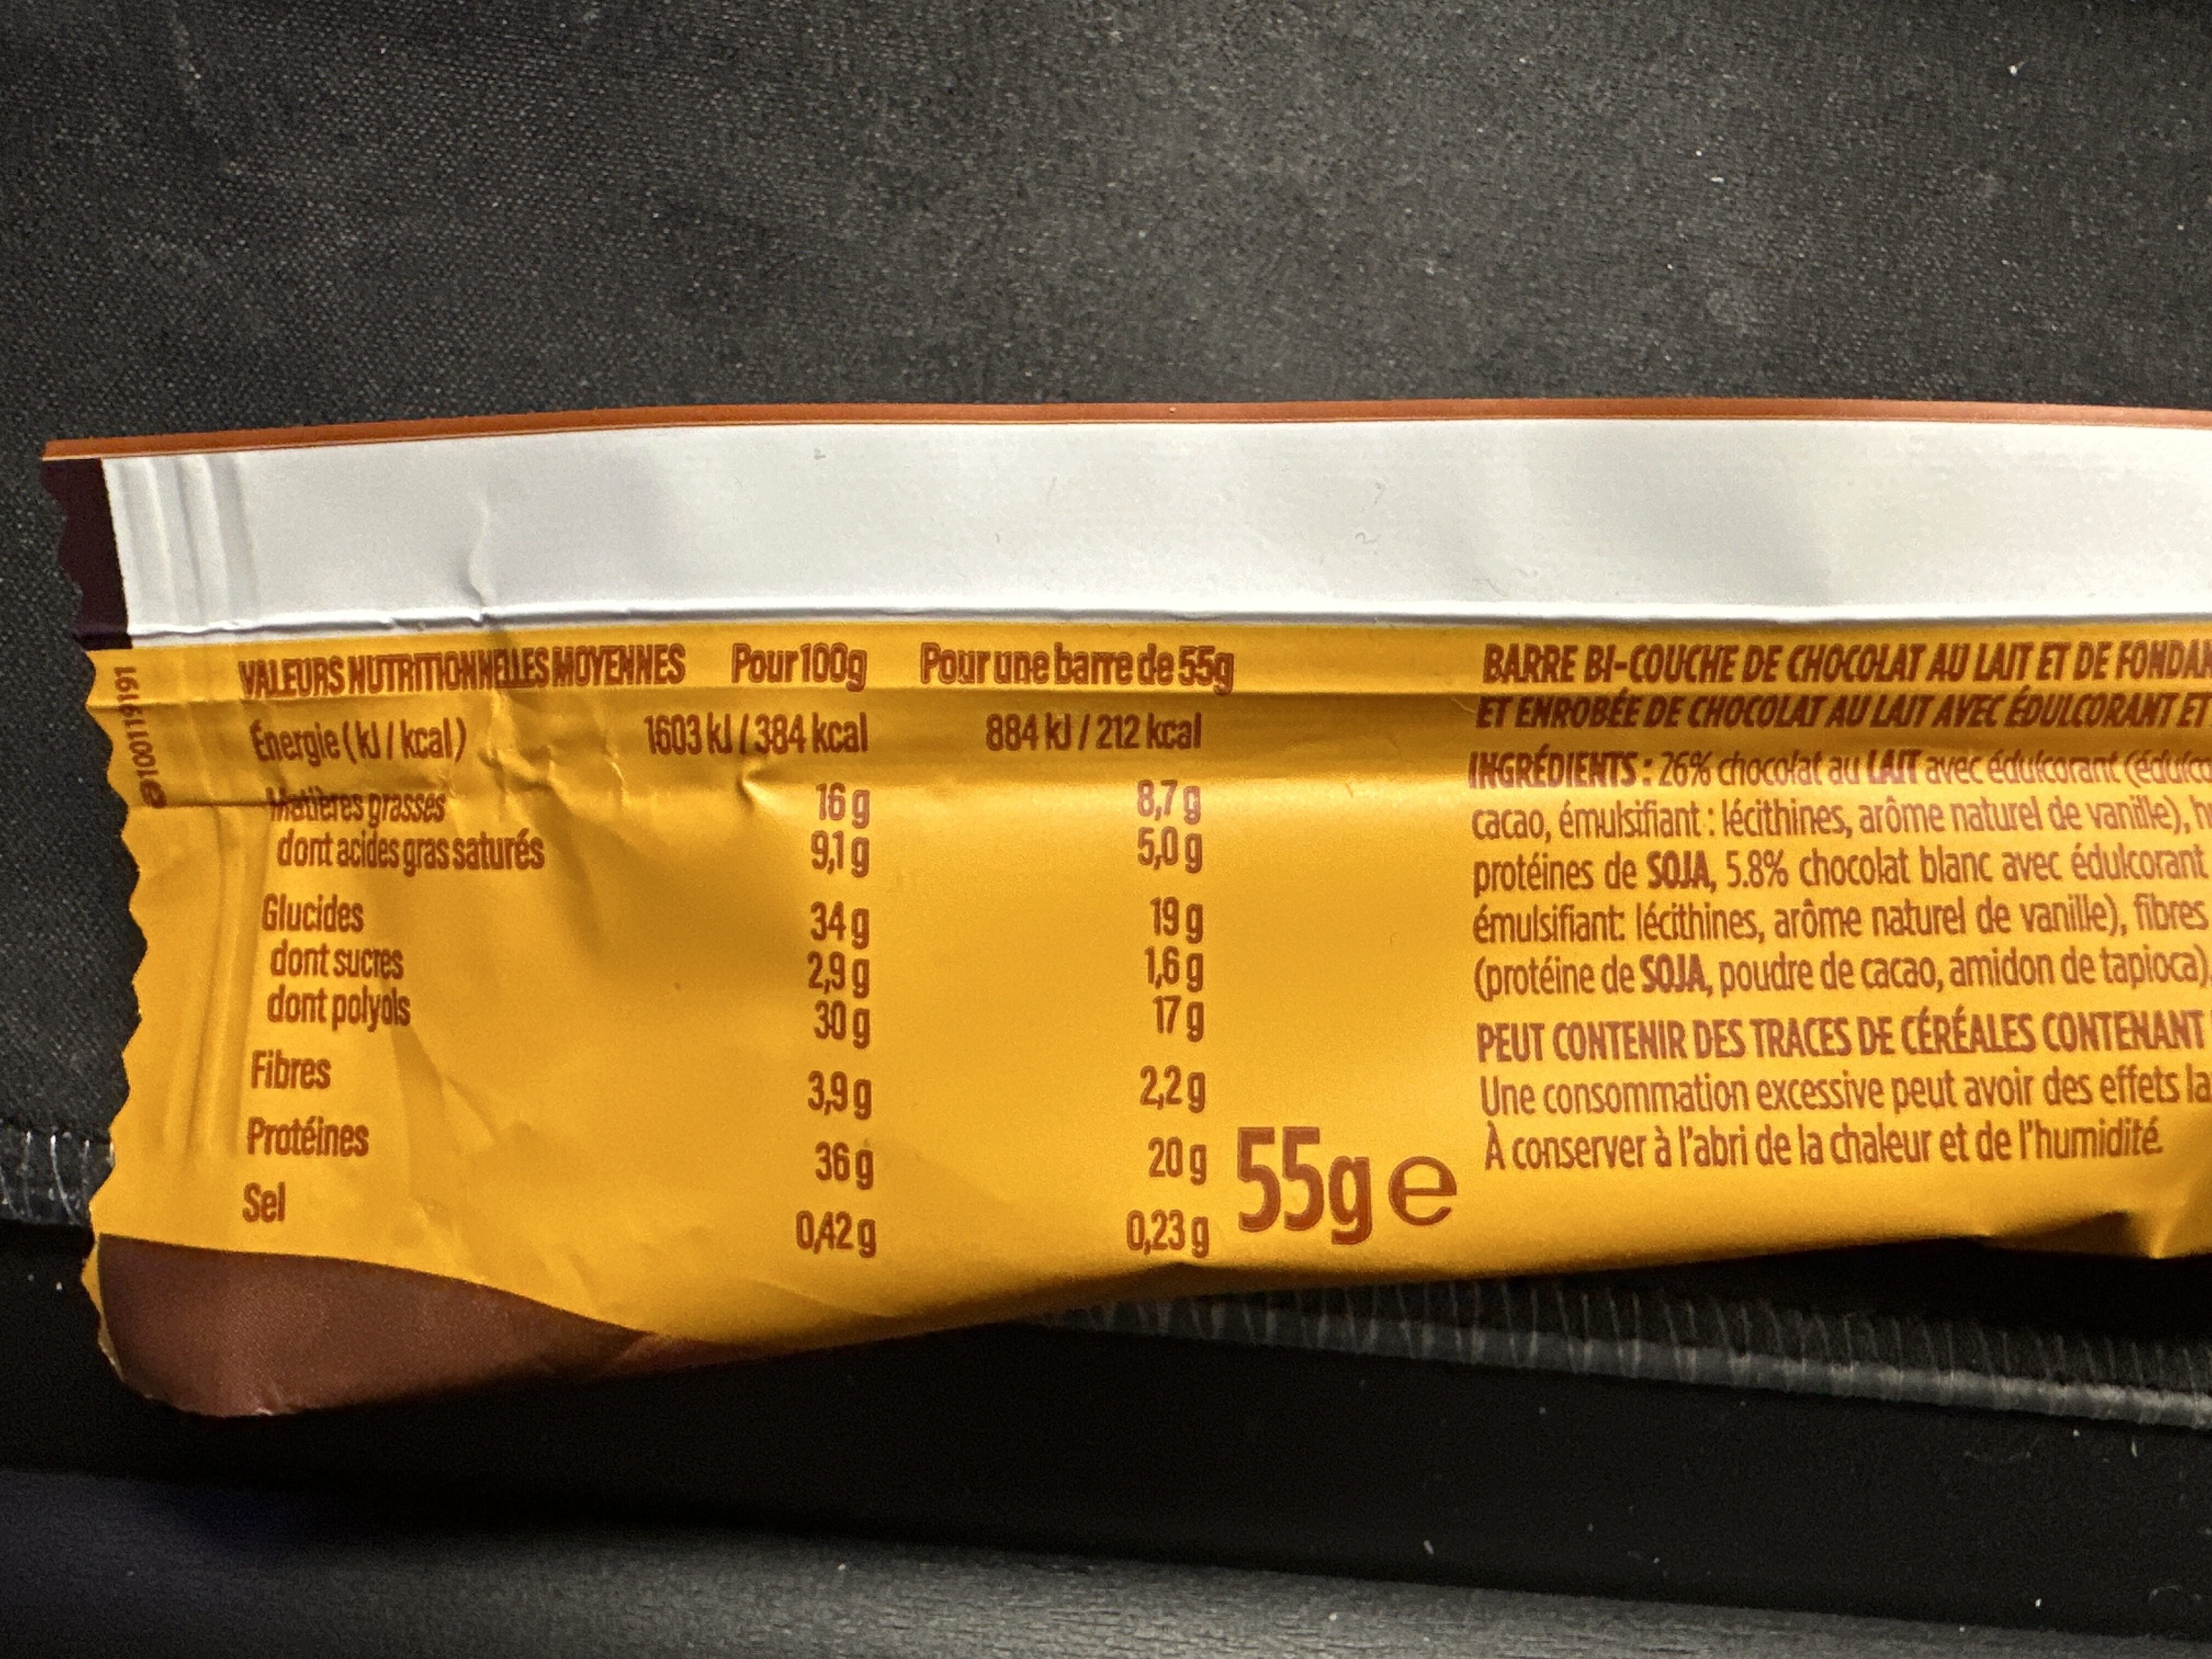 VALEURS NUTRITIONNELLES MOYENNES Pour 100g Pour une barre de 55g
Énergie (kJ / kcal) 1603 kJ / 384 kcal 884 kJ / 212 kcal
Matières grasses 16 g 8,7 g
dont acides gras saturés 9,1 g 5,0 g
Glucides 34 g 19 g
dont sucres 2,9 g 1,6 g
dont polyols 30 g 17 g
Fibres 3,9 g 2,2 g
Protéines 36 g 20 g
Sel 0,42 g 0,23 g
55g e
BARRE BI-COUCHE DE CHOCOLAT AU LAIT ET DE
ET ENROBÉE DE CHOCOLAT AU LAIT AVEC ÉDULCORANT ET
INGRÉDIENTS : 26% chocolat au LAIT avec édulcorant
cacao, émulsifiant : lécithines, arôme naturel de vanille),
protéines de SOJA, 5.8% chocolat blanc avec édulcorant
émulsifiant: lécithines, arôme naturel de vanille), fibres
(protéine de SOJA, poudre de cacao, amidon de tapioca)
PEUT CONTENIR DES TRACES DE CÉRÉALES CONTENANT
Une consommation excessive peut avoir des effets
À conserver à l'abri de la chaleur et de l'humidité.